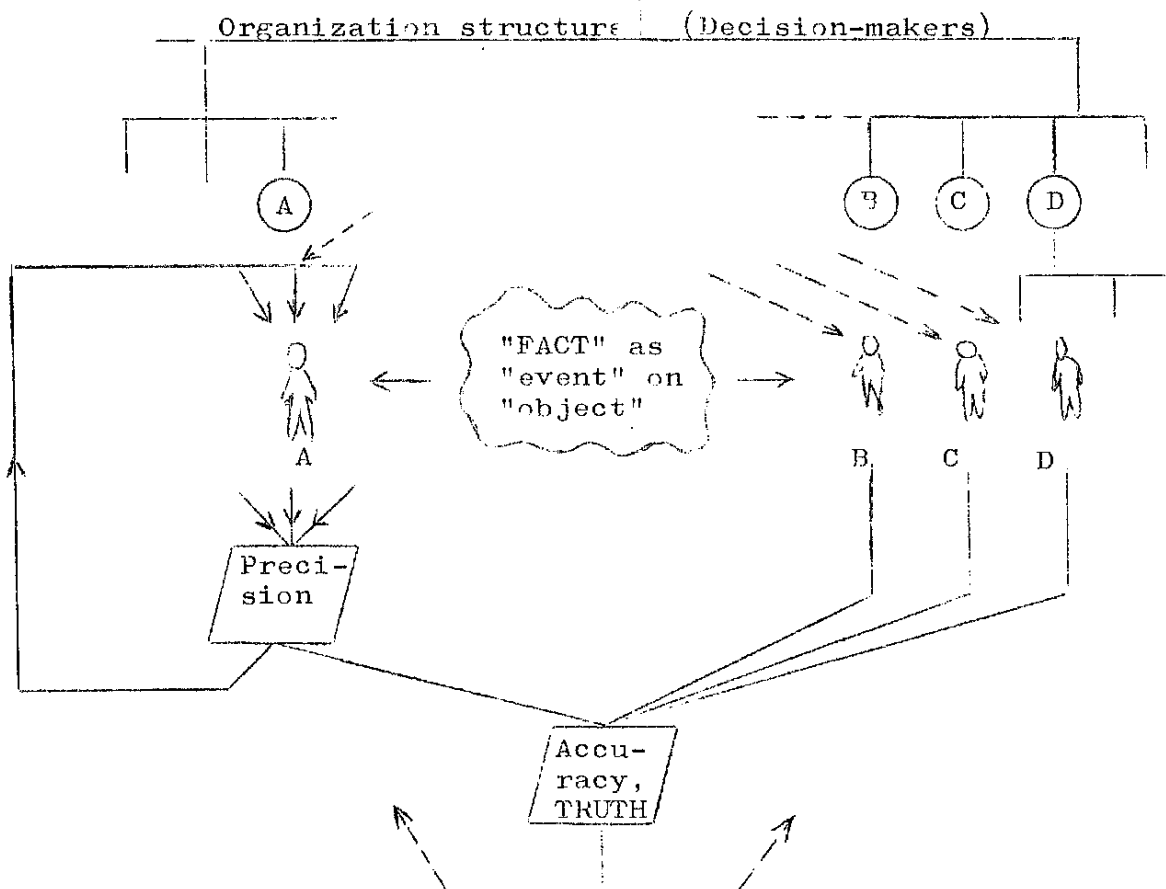 Organization structure (Decision-makers)
A
B C D
"FACT" as
"event" on
"object"
A
B C D
Preci-
sion
Accu-
racy,
TRUTH